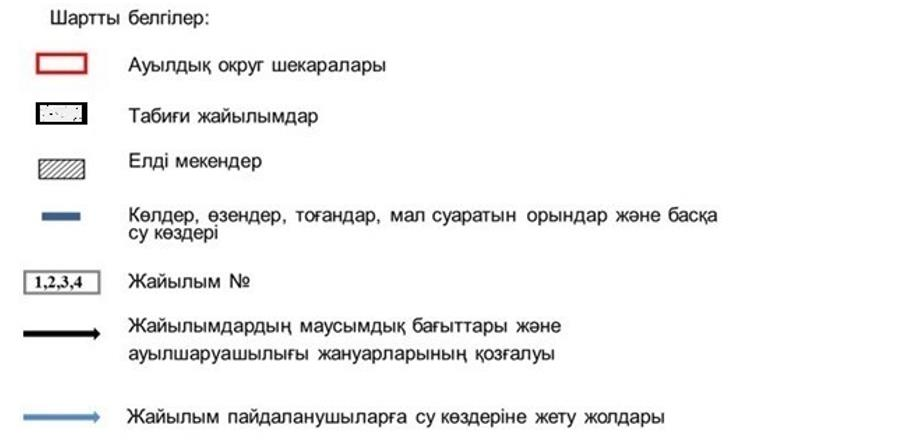 Шартты белгілер:
Ауылдық округ шекаралары
Табиғи жайылымдар
Елді мекендер
Көлдер, өзендер, тоғандар, мал суаратын орындар және басқа
су көздері
1,2,3,4 Жайылым №
Жайылымдардың маусымдық бағыттары және
ауылшаруашылығы жануарларының қозғалуы
Жайылым пайдаланушыларға су көздеріне жету жолдары